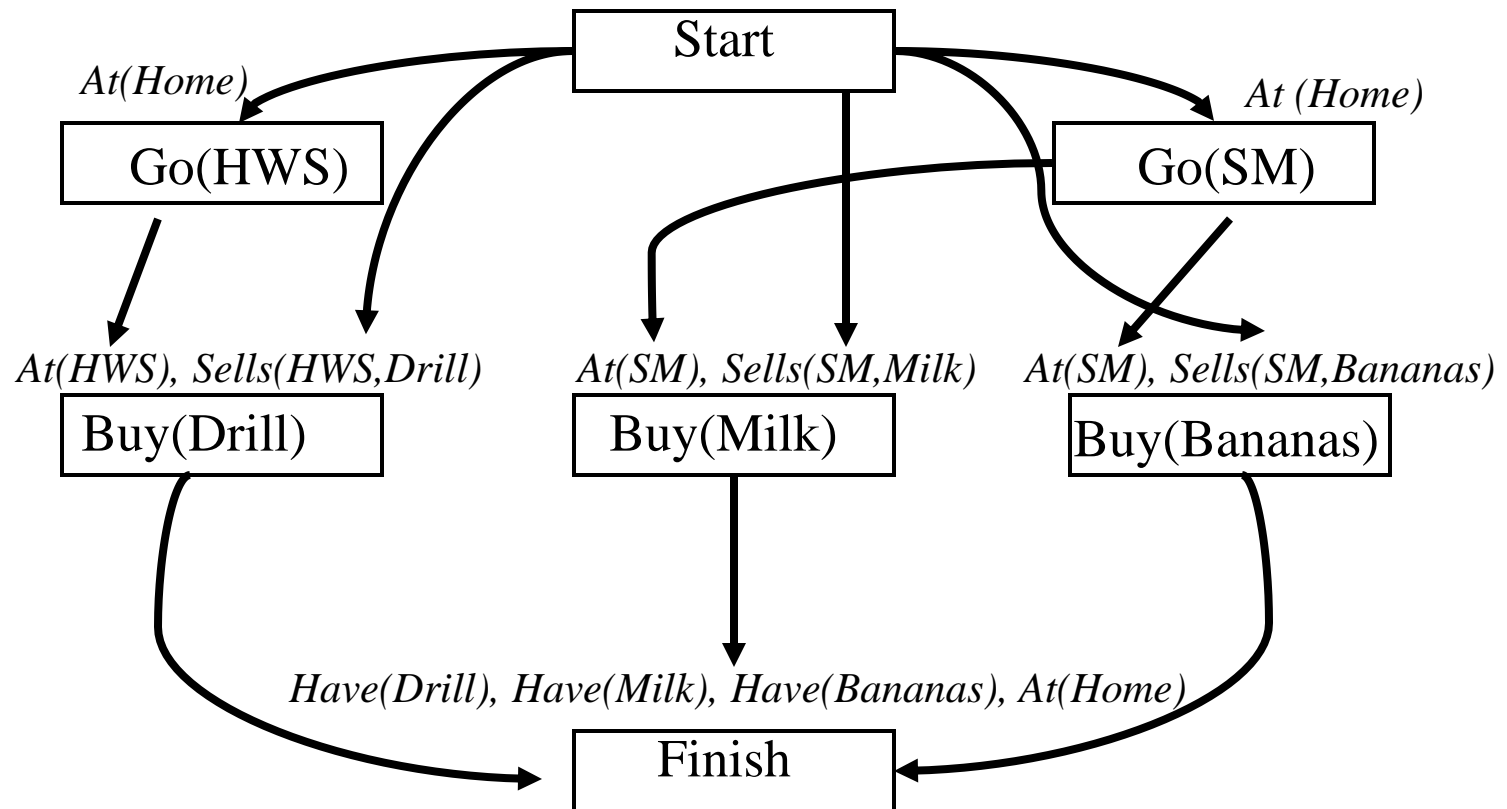 Start
At(Home)
At (Home)
Go(HWS)
Go(SM)
At(HWS), Sells(HWS,Drill)
At(SM), Sells(SM,Milk)
At(SM), Sells(SM,Bananas)
Buy(Drill)
Buy(Milk)
Buy(Bananas)
Have(Drill), Have(Milk), Have(Bananas), At(Home)
Finish